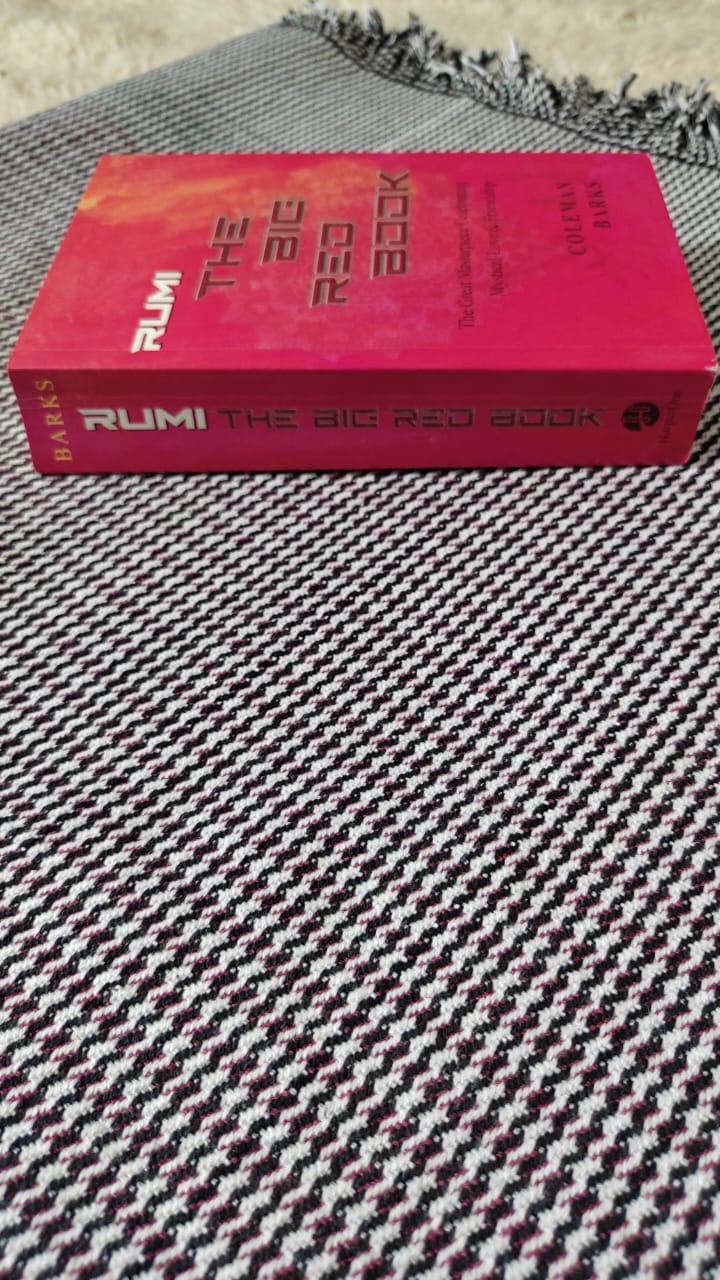 RUMI
THE
BIG
RED
BOOK
The Great Masterpiece Celebrating
Mystical Love & Friendship
COLEMAN
BARKS
BARKS
RUMI THE BIG RED BOOK
HarperOne